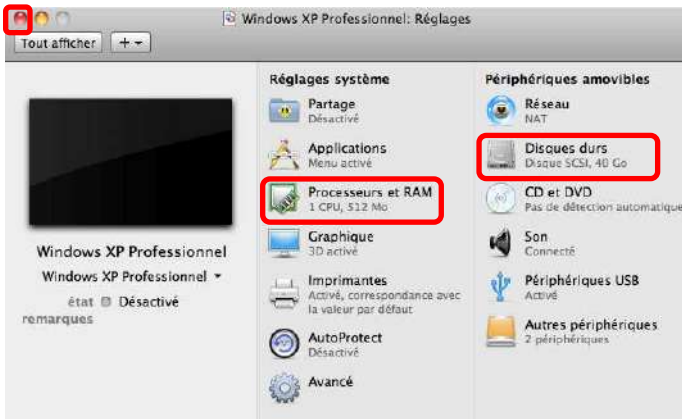 Windows XP Professionnel: Réglages
Tout afficher
+
Réglages système
Partage
Désactivé
Applications
Menu activé
Processeurs et RAM
1 CPU, 512 Mo
Graphique
3D activé
Imprimantes
Activé, correspondance avec
la valeur par défaut
AutoProtect
Désactivé
Avancé
Périphériques amovibles
Réseau
NAT
Disques durs
Disque SCSI, 40 Go
CD et DVD
Pas de détection automatique
Son
Connecté
Périphériques USB
Activé
Autres périphériques
2 périphériques
Windows XP Professionnel
Windows XP Professionnel
état Désactivé
remarques